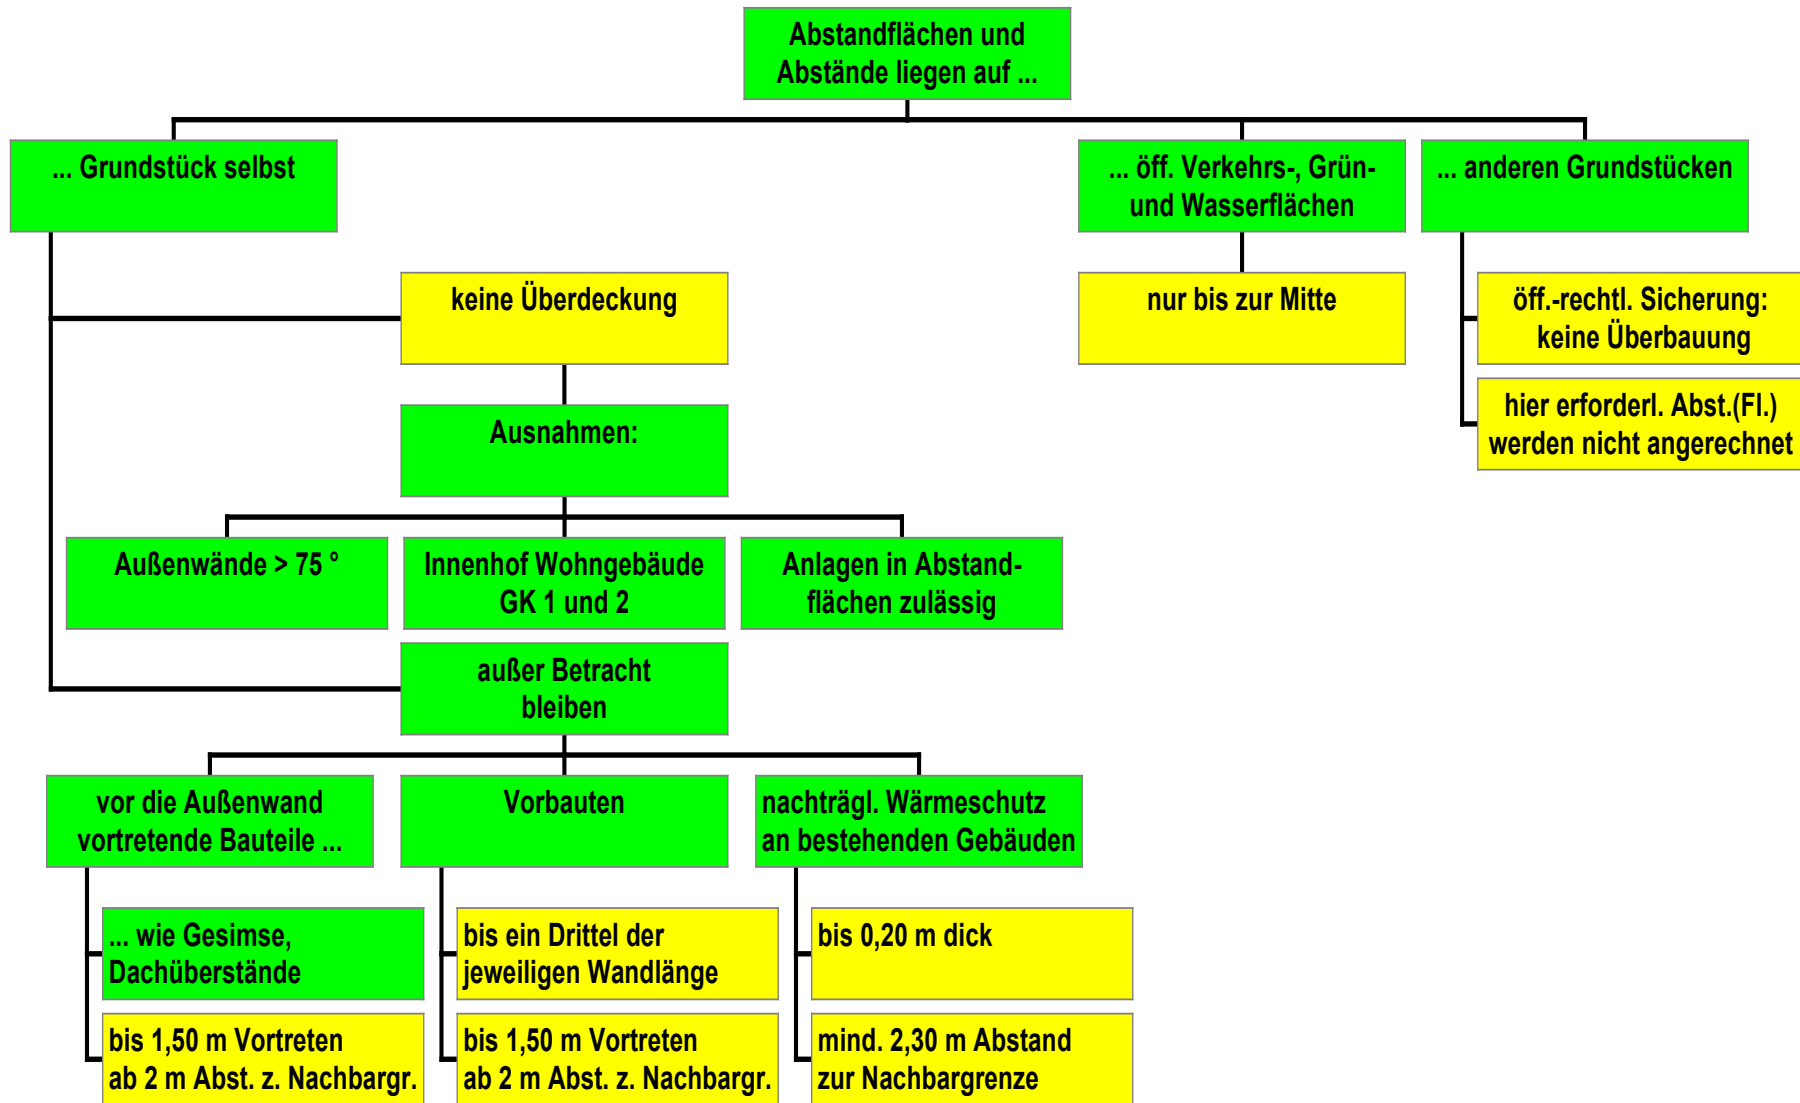 Abstandflächen und
Abstände liegen auf ...
... Grundstück selbst
... öff. Verkehrs-, Grün-
und Wasserflächen
... anderen Grundstücken
keine Überdeckung
nur bis zur Mitte
öff.-rechtl. Sicherung:
keine Überbauung
hier erforderl. Abst.(Fl.)
werden nicht angerechnet
Ausnahmen:
Außenwände > 75 °
Innenhof Wohngebäude
GK 1 und 2
Anlagen in Abstand-
flächen zulässig
außer Betracht
bleiben
vor die Außenwand
vortretende Bauteile ...
Vorbauten
nachträgl. Wärmeschutz
an bestehenden Gebäuden
... wie Gesimse,
Dachüberstände
bis ein Drittel der
jeweiligen Wandlänge
bis 0,20 m dick
bis 1,50 m Vortreten
ab 2 m Abst. z. Nachbargr.
bis 1,50 m Vortreten
ab 2 m Abst. z. Nachbargr.
mind. 2,30 m Abstand
zur Nachbargrenze